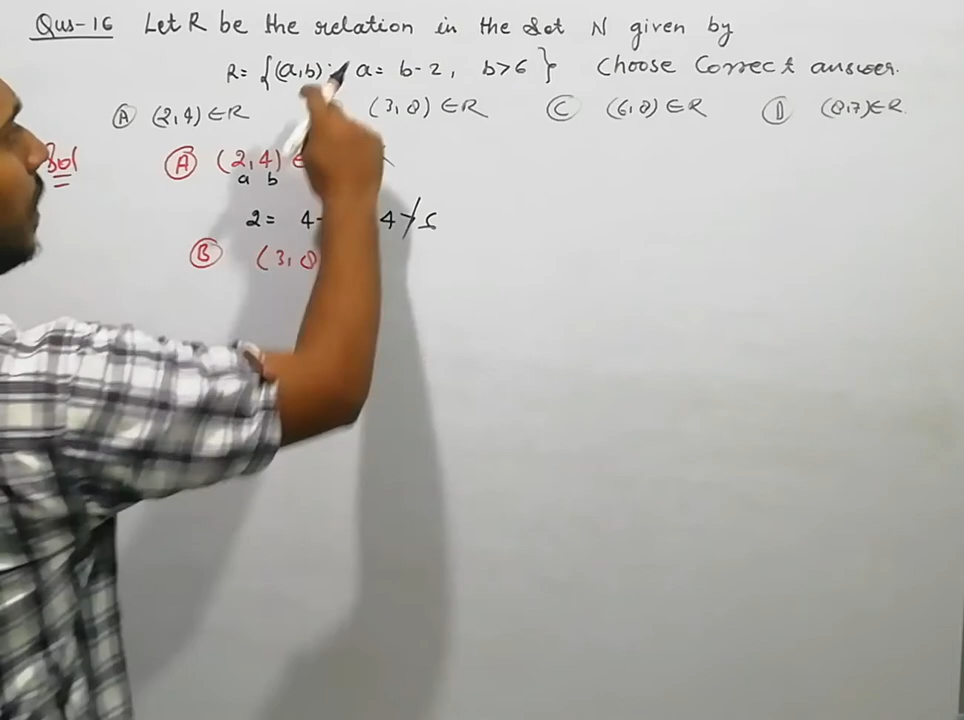 Qus-16 Let R be the relation in the set N given by
R= {(a,b): a= b-2, b>6} Choose Correct answer.
Ⓐ (2,4)∈R (3,8)∈R Ⓒ (6,8)∈R Ⓓ (8,7)∈R
Sol Ⓐ (2,4) ∈
a b
2= 4- 4≯
Ⓑ (3,8